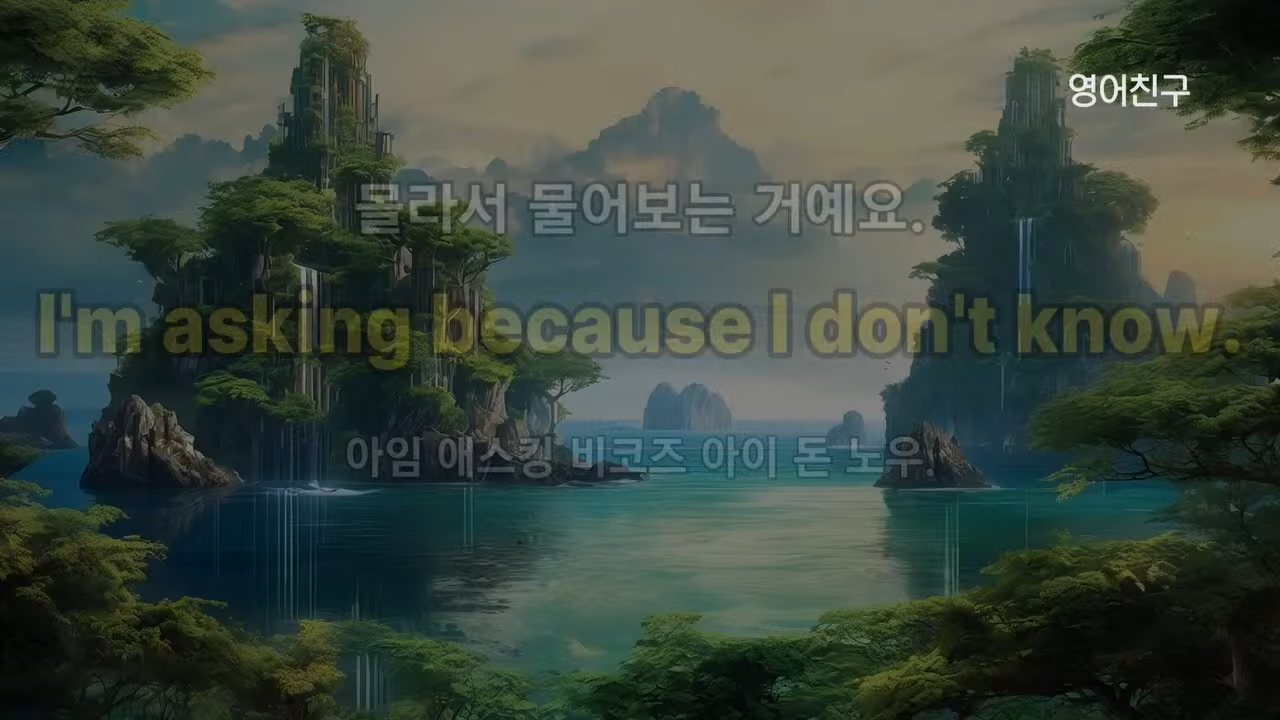 영어친구
몰라서 물어보는 거예요.
I'm asking because I don't know.
아임 애스킹 비코즈 아이 돈 노우.